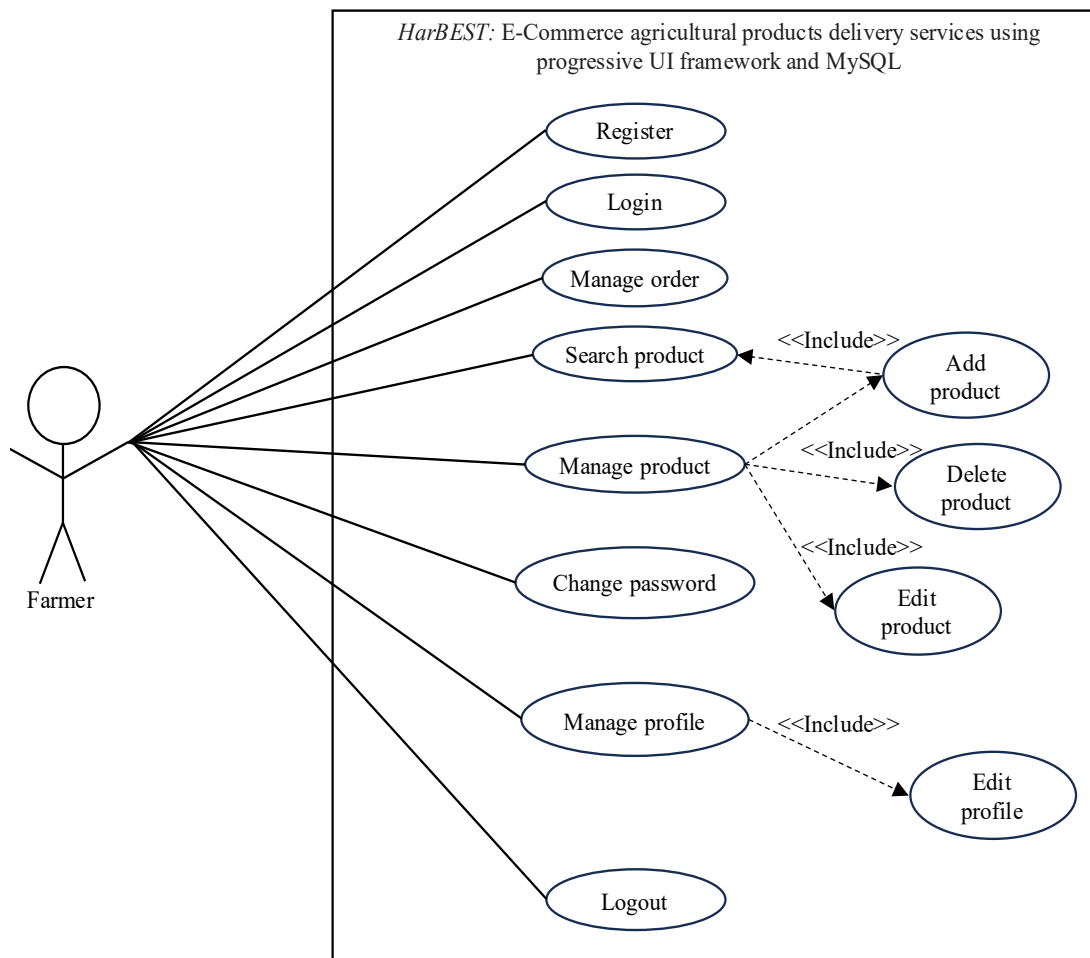 HarBEST: E-Commerce agricultural products delivery services using
progressive UI framework and MySQL
Register
Login
Manage order
Search product
<<Include>>
Add
product
Manage product
<<Include>>
Delete
product
<<Include>>
Change password
Edit
product
Farmer
Manage profile
<<Include>>
Edit
profile
Logout